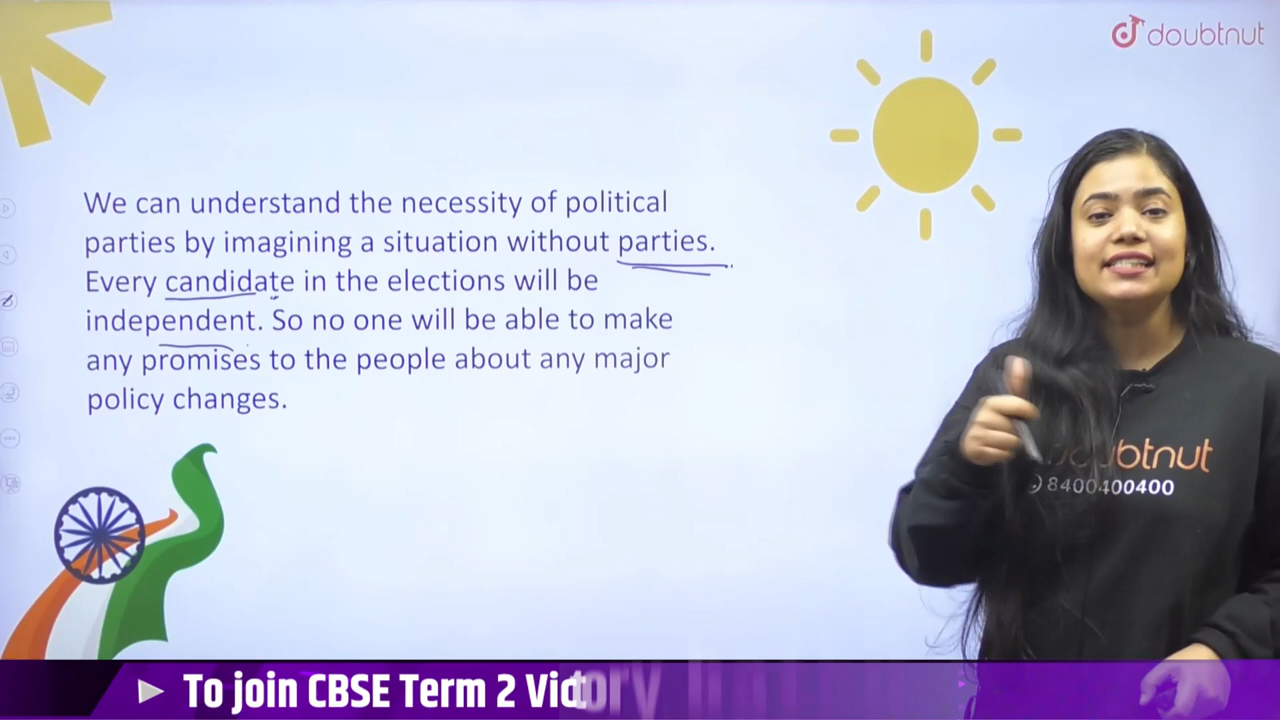 doubtnut
We can understand the necessity of political
parties by imagining a situation without parties.
Every candidate in the elections will be
independent. So no one will be able to make
any promises to the people about any major
policy changes.
doubtnut
8400400400
To join CBSE Term 2 Victory